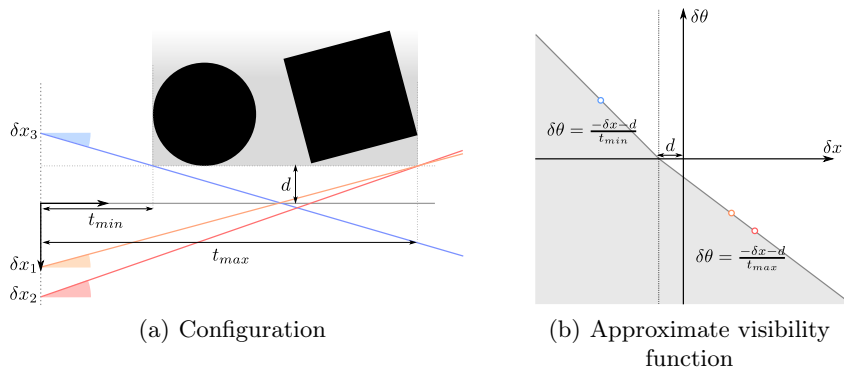 δx₃
d
t_min
δx₁
t_max
δx₂
(a) Configuration
δθ
δθ = (−δx−d)/t_min
d
δx
δθ = (−δx−d)/t_max
(b) Approximate visibility
function